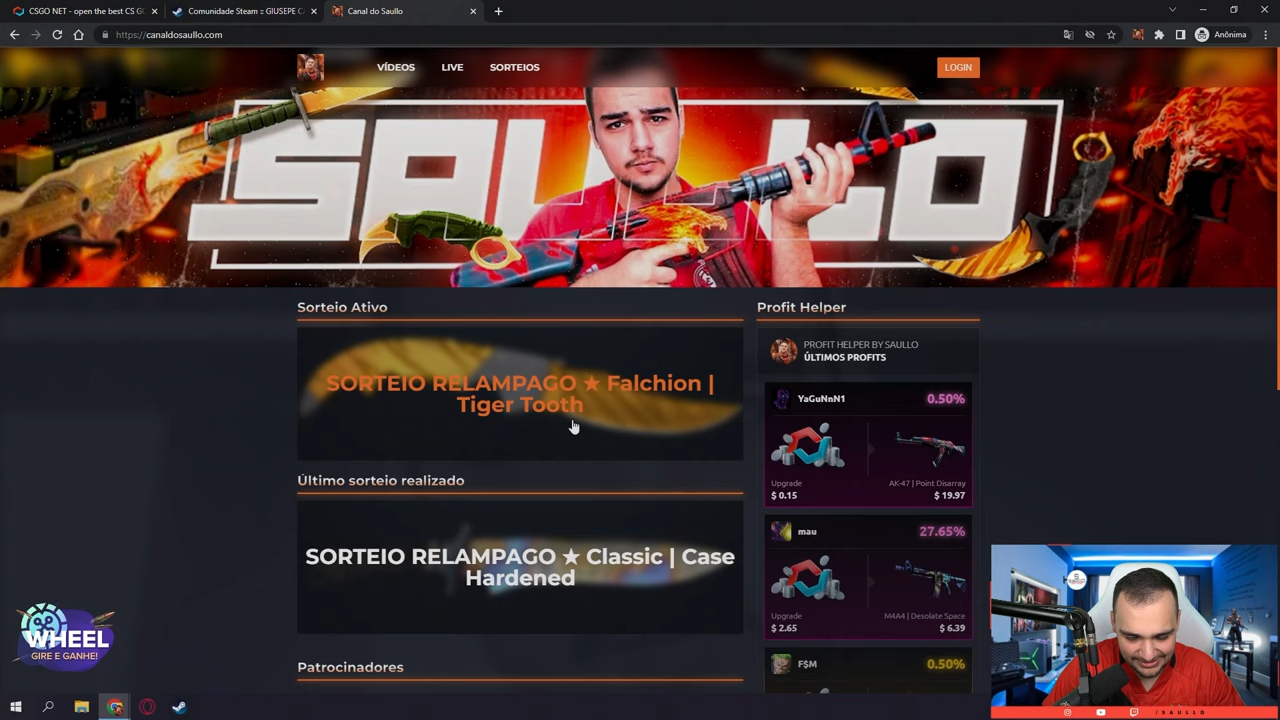 CSGO NET - open the best CS G
Comunidade Steam :: GIUSEPE C
Canal do Saullo
https://canaldosaullo.com
Anônima
VÍDEOS
LIVE
SORTEIOS
LOGIN
SAULLO
Sorteio Ativo
SORTEIO RELAMPAGO ★ Falchion |
Tiger Tooth
Último sorteio realizado
SORTEIO RELAMPAGO ★ Classic | Case
Hardened
Patrocinadores
Profit Helper
PROFIT HELPER BY SAULLO
ÚLTIMOS PROFITS
YaGuNnN1
0.50%
Upgrade
AK-47 | Point Disarray
$ 0.15
$ 19.97
mau
27.65%
Upgrade
M4A4 | Desolate Space
$ 2.65
$ 6.39
F$M
0.50%
WHEEL
GIRE E GANHE!
/SAULLO